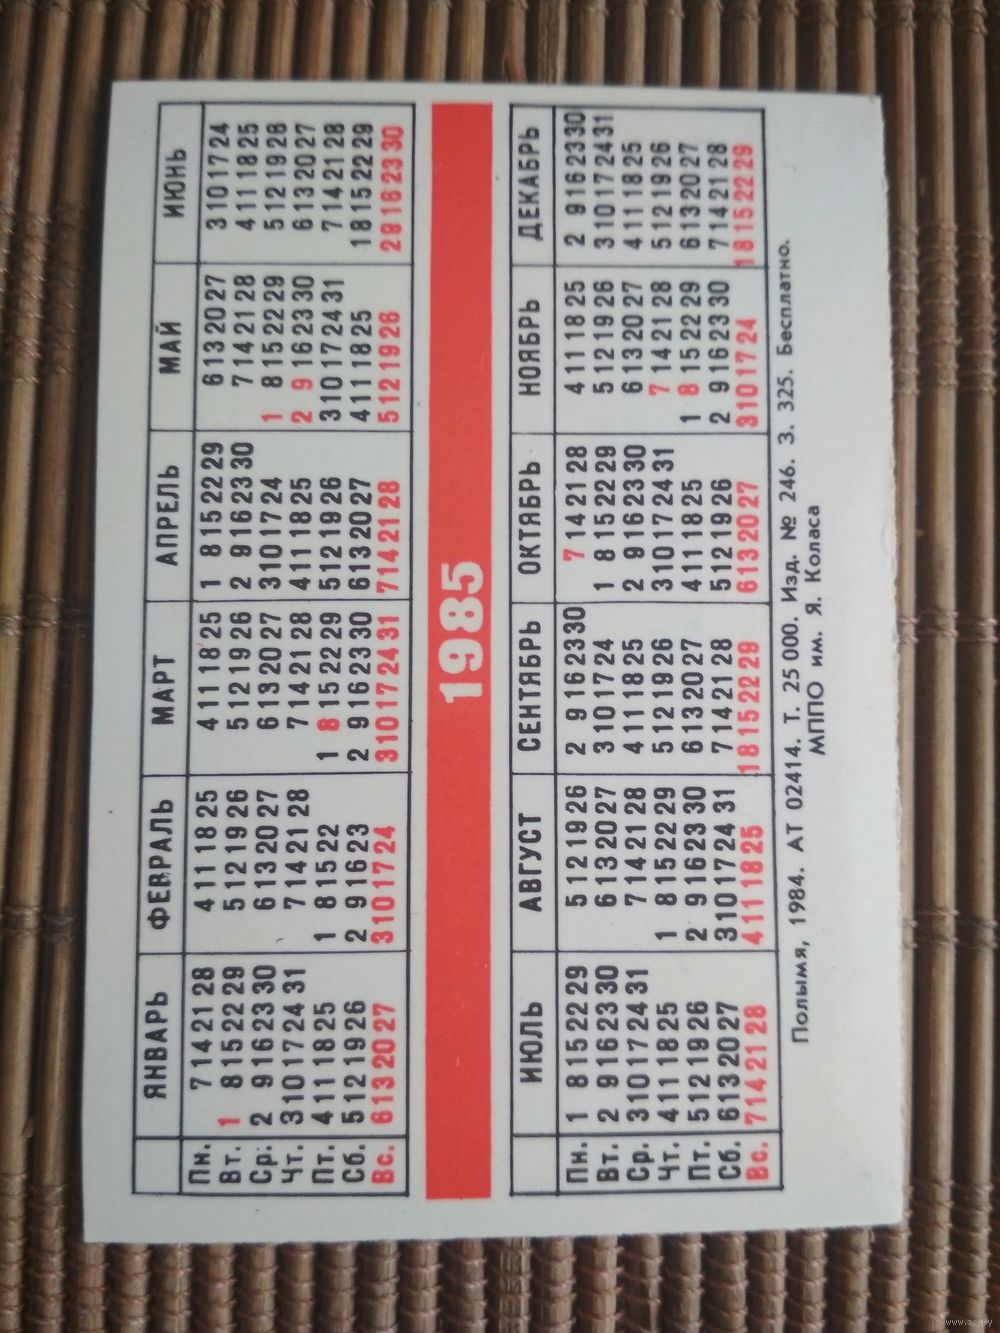 ЯНВАРЬ ФЕВРАЛЬ МАРТ АПРЕЛЬ МАЙ ИЮНЬ
Пн. 7 14 21 28 4 11 18 25 4 11 18 25 1 8 15 22 29 6 13 20 27 3 10 17 24
Вт. 1 8 15 22 29 5 12 19 26 5 12 19 26 2 9 16 23 30 7 14 21 28 4 11 18 25
Ср. 2 9 16 23 30 6 13 20 27 6 13 20 27 3 10 17 24 1 8 15 22 29 5 12 19 28
Чт. 3 10 17 24 31 7 14 21 28 7 14 21 28 4 11 18 25 2 9 16 23 30 6 13 20 27
Пт. 4 11 18 25 1 8 15 22 1 8 15 22 29 5 12 19 26 3 10 17 24 31 7 14 21 28
Сб. 5 12 19 26 2 9 16 23 2 9 16 23 30 6 13 20 27 4 11 18 25 1 8 15 22 29
Вс. 6 13 20 27 3 10 17 24 3 10 17 24 31 7 14 21 28 5 12 19 26 2 9 16 23 30
1985
ИЮЛЬ АВГУСТ СЕНТЯБРЬ ОКТЯБРЬ НОЯБРЬ ДЕКАБРЬ
Пн. 1 8 15 22 29 5 12 19 26 2 9 16 23 30 7 14 21 28 4 11 18 25 2 9 16 23 30
Вт. 2 9 16 23 30 6 13 20 27 3 10 17 24 1 8 15 22 29 5 12 19 26 3 10 17 24 31
Ср. 3 10 17 24 31 7 14 21 28 4 11 18 25 2 9 16 23 30 6 13 20 27 4 11 18 25
Чт. 4 11 18 25 1 8 15 22 29 5 12 19 26 3 10 17 24 31 7 14 21 28 5 12 19 26
Пт. 5 12 19 26 2 9 16 23 30 6 13 20 27 4 11 18 25 1 8 15 22 29 6 13 20 27
Сб. 6 13 20 27 3 10 17 24 31 7 14 21 28 5 12 19 26 2 9 16 23 30 7 14 21 28
Вс. 7 14 21 28 4 11 18 25 1 8 15 22 29 6 13 20 27 3 10 17 24 1 8 15 22 29
Полымя, 1984. АТ 02414. Т. 25 000. Изд. № 246. З. 325. Бесплатно.
МППО им. Я. Коласа